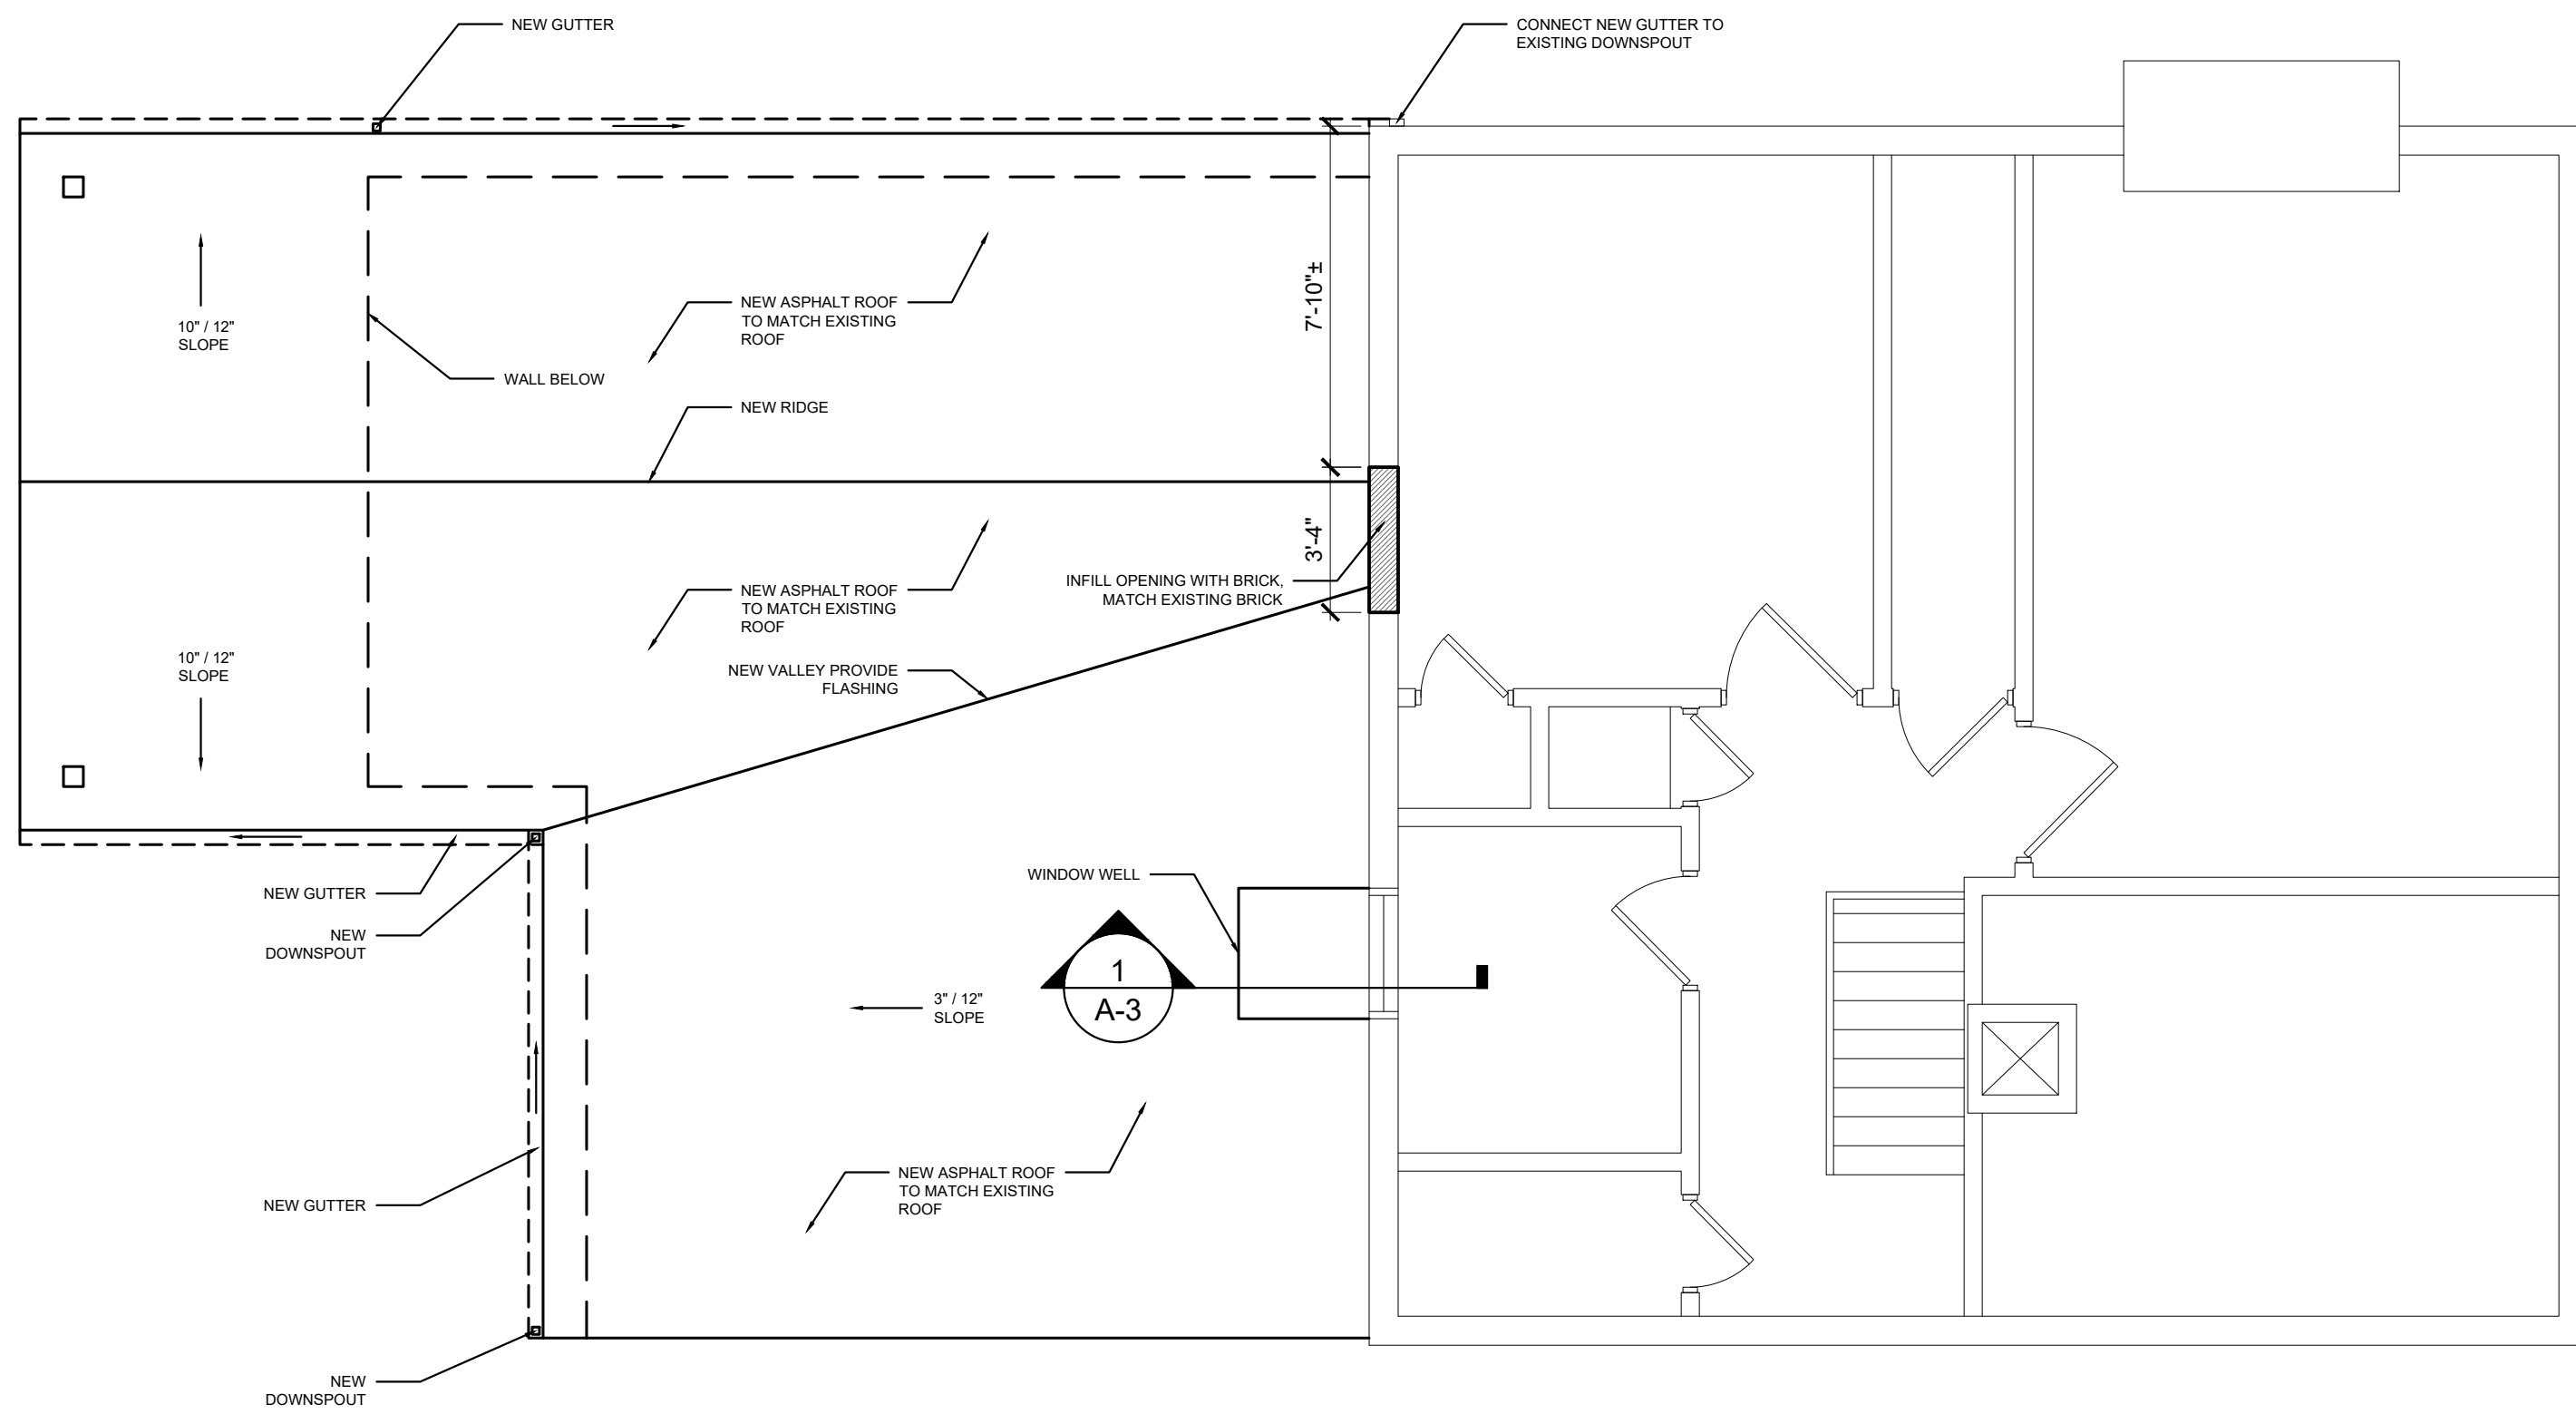 NEW GUTTER
CONNECT NEW GUTTER TO
EXISTING DOWNSPOUT
10" / 12"
SLOPE
NEW ASPHALT ROOF
TO MATCH EXISTING
ROOF
7'-10"±
WALL BELOW
NEW RIDGE
3'-4"
INFILL OPENING WITH BRICK,
MATCH EXISTING BRICK
NEW ASPHALT ROOF
TO MATCH EXISTING
ROOF
10" / 12"
SLOPE
NEW VALLEY PROVIDE
FLASHING
WINDOW WELL
NEW GUTTER
NEW
DOWNSPOUT
1
A-3
3" / 12"
SLOPE
NEW ASPHALT ROOF
TO MATCH EXISTING
ROOF
NEW GUTTER
NEW
DOWNSPOUT